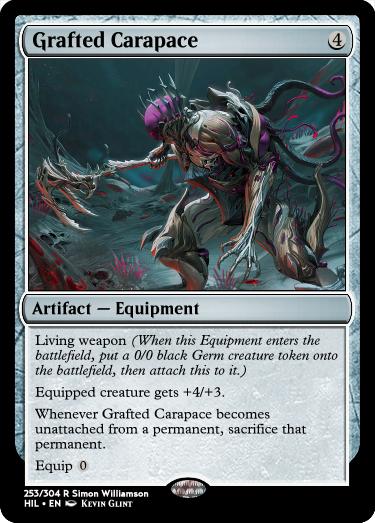 Grafted Carapace 4
Artifact — Equipment
Living weapon (When this Equipment enters the
battlefield, put a 0/0 black Germ creature token onto
the battlefield, then attach this to it.)
Equipped creature gets +4/+3.
Whenever Grafted Carapace becomes
unattached from a permanent, sacrifice that
permanent.
Equip 0
253/304 R Simon Williamson
HIL • EN Kevin Glint